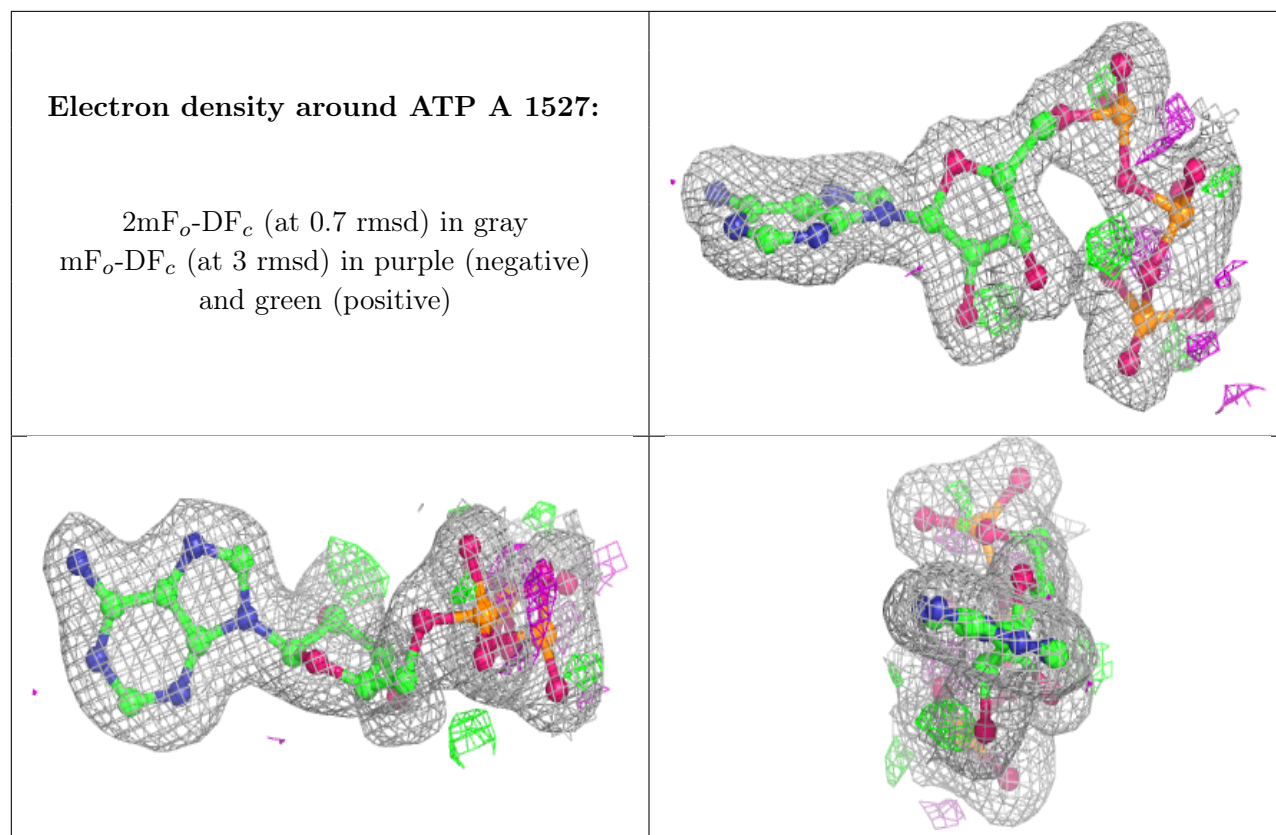 Electron density around ATP A 1527:
2mFo-DFc (at 0.7 rmsd) in gray
mFo-DFc (at 3 rmsd) in purple (negative)
and green (positive)